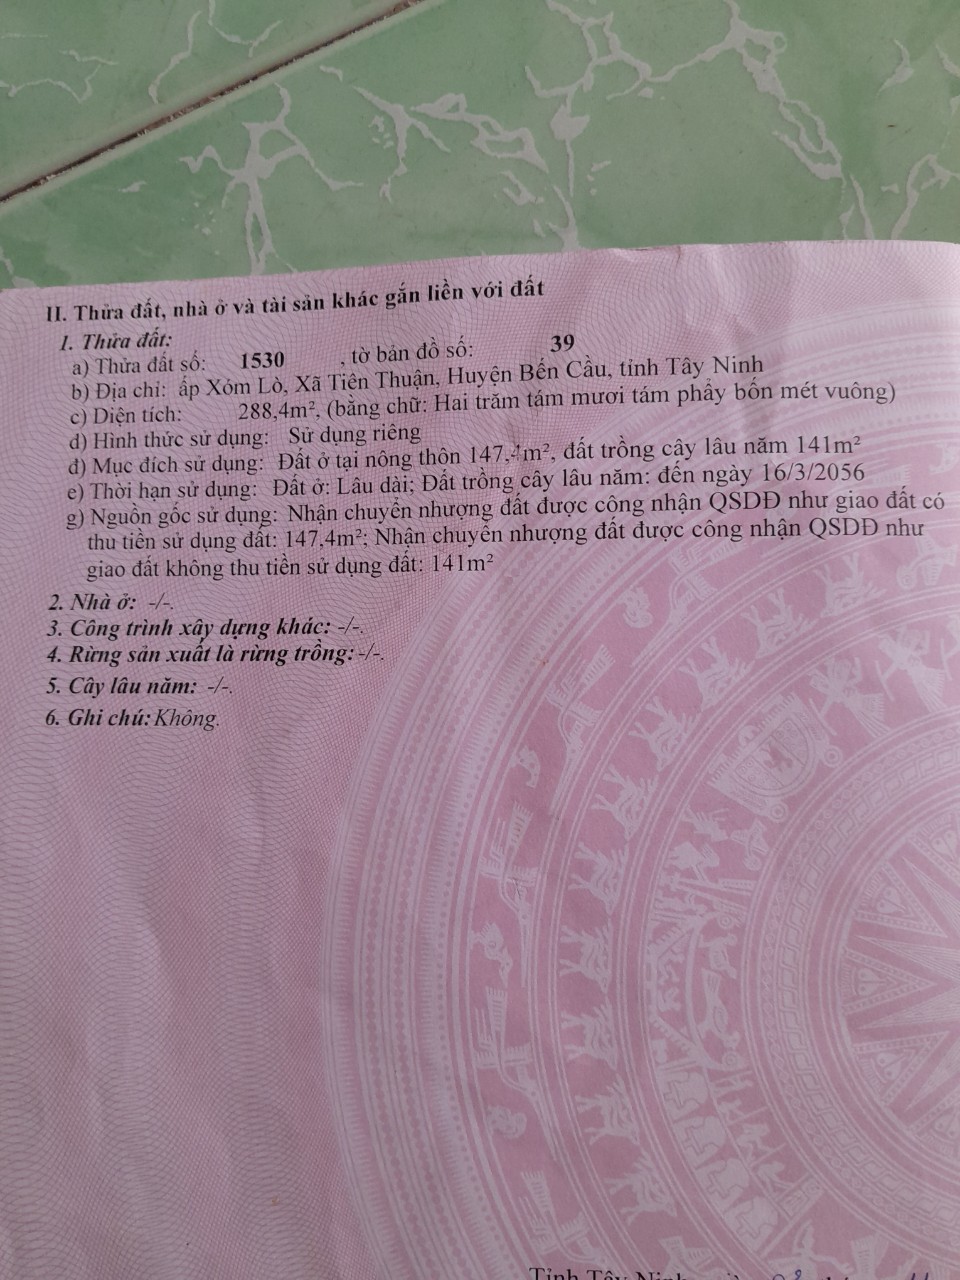 II. Thửa đất, nhà ở và tài sản khác gắn liền với đất
1. Thửa đất:
a) Thửa đất số: 1530 , tờ bản đồ số: 39
b) Địa chỉ: ấp Xóm Lò, Xã Tiên Thuận, Huyện Bến Cầu, tỉnh Tây Ninh
c) Diện tích: 288,4m², (bằng chữ: Hai trăm tám mươi tám phẩy bốn mét vuông)
d) Hình thức sử dụng: Sử dụng riêng
đ) Mục đích sử dụng: Đất ở tại nông thôn 147,4m², đất trồng cây lâu năm 141m²
e) Thời hạn sử dụng: Đất ở: Lâu dài; Đất trồng cây lâu năm: đến ngày 16/3/2056
g) Nguồn gốc sử dụng: Nhận chuyển nhượng đất được công nhận QSDĐ như giao đất có
thu tiền sử dụng đất: 147,4m²; Nhận chuyển nhượng đất được công nhận QSDĐ như
giao đất không thu tiền sử dụng đất: 141m²
2. Nhà ở: -/-.
3. Công trình xây dựng khác: -/-.
4. Rừng sản xuất là rừng trồng: -/-.
5. Cây lâu năm: -/-.
6. Ghi chú: Không.
Tỉnh Tây Ninh